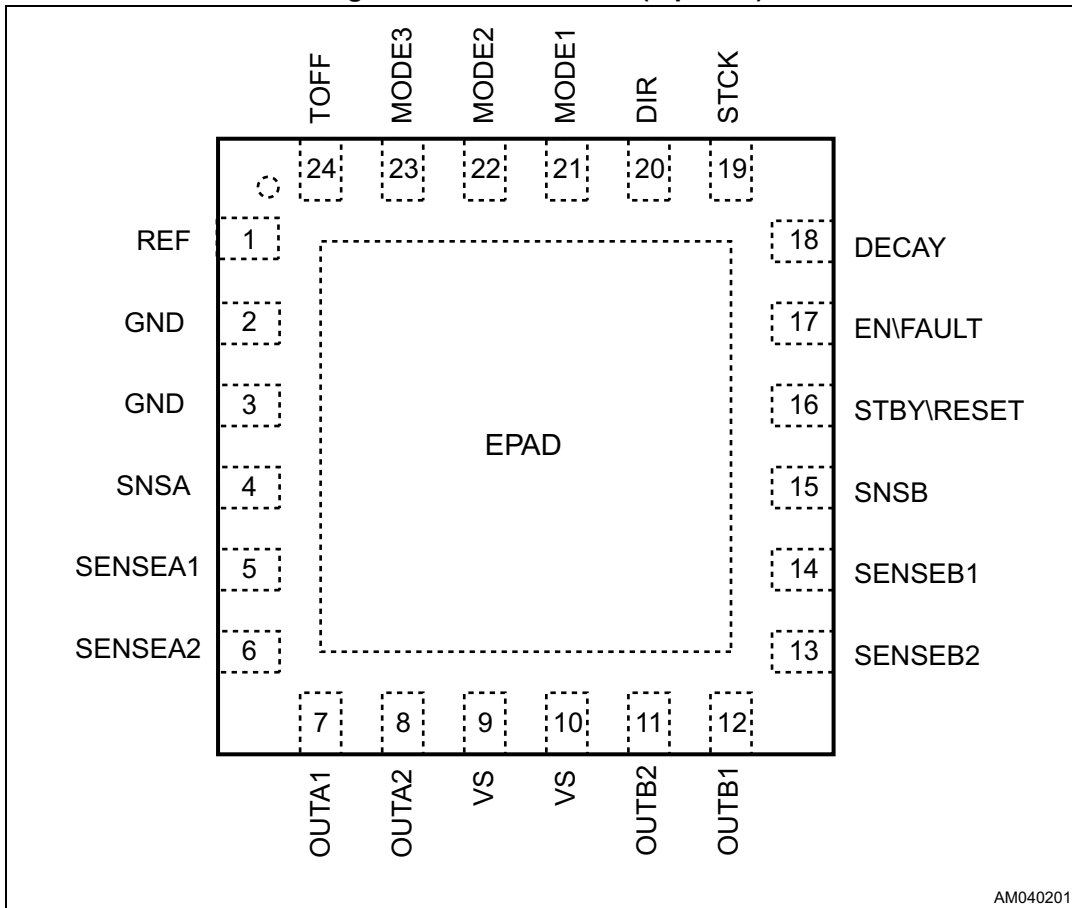 TOFF
MODE3
MODE2
MODE1
DIR
STCK
24 23 22 21 20 19
REF 1 18 DECAY
GND 2 17 EN\FAULT
GND 3 16 STBY\RESET
EPAD
SNSA 4 15 SNSB
SENSEA1 5 14 SENSEB1
SENSEA2 6 13 SENSEB2
7 8 9 10 11 12
OUTA1
OUTA2
VS
VS
OUTB2
OUTB1
AM040201